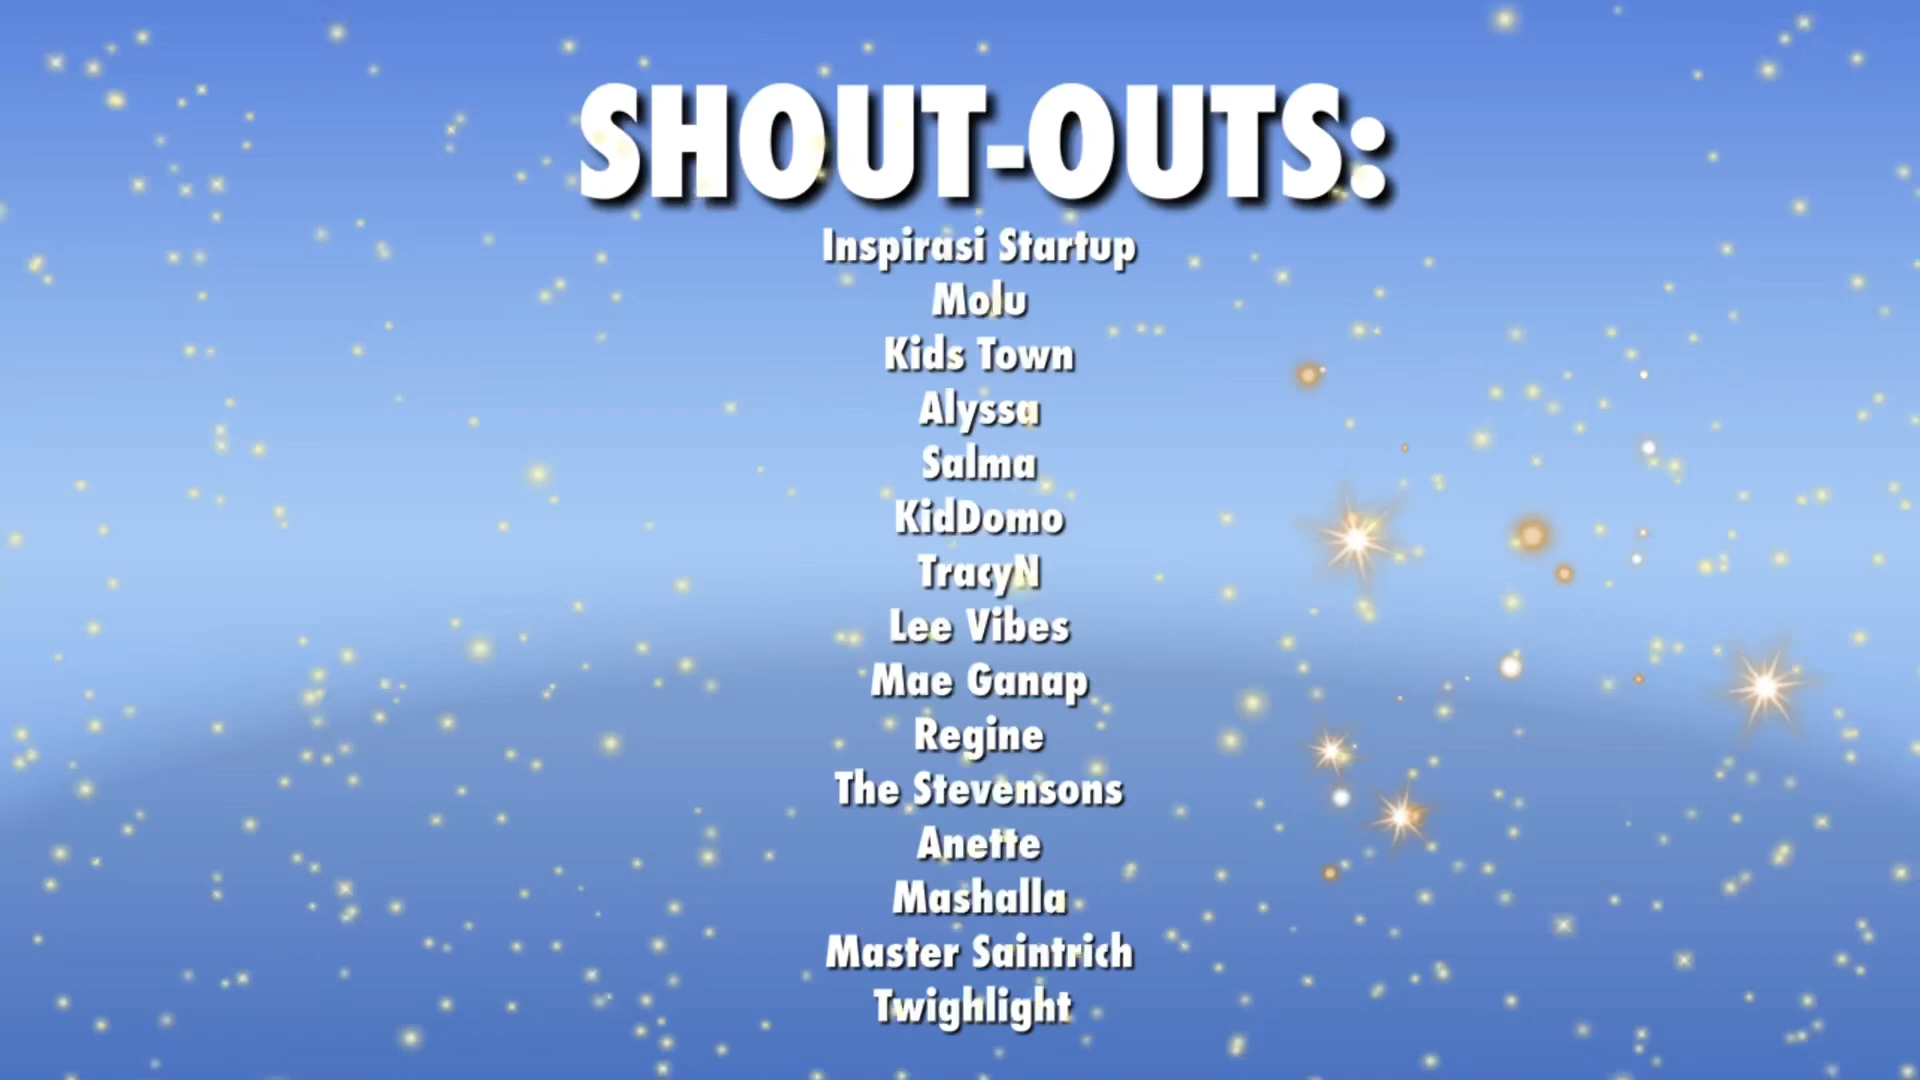 SHOUT-OUTS:
Inspirasi Startup
Molu
Kids Town
Alyssa
Salma
KidDomo
TracyN
Lee Vibes
Mae Ganap
Regine
The Stevensons
Anette
Mashalla
Master Saintrich
Twighlight